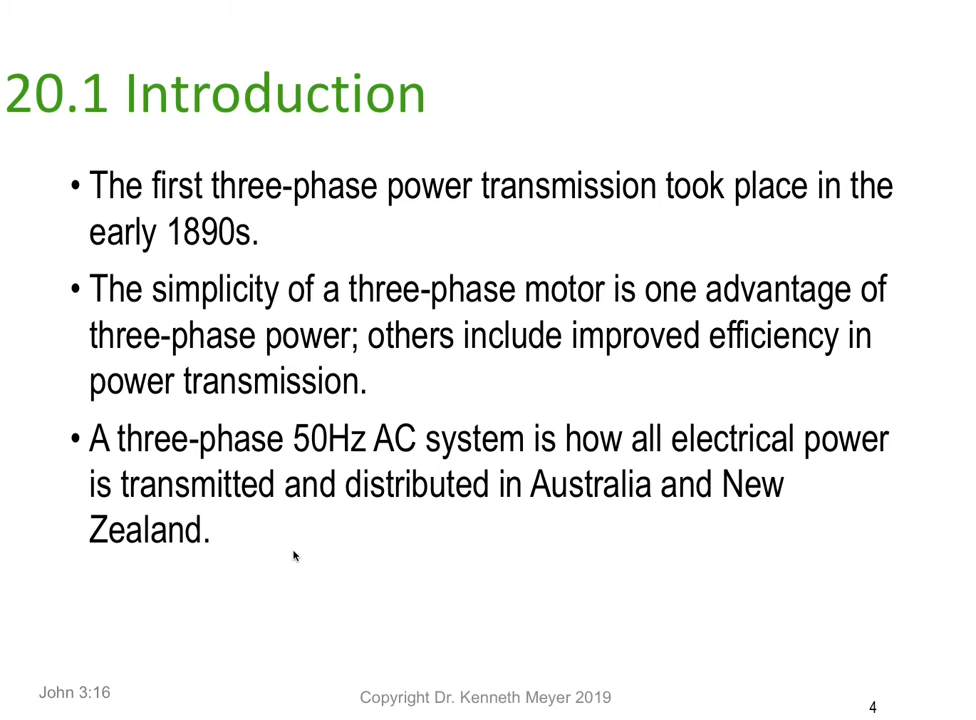 20.1 Introduction
• The first three-phase power transmission took place in the
early 1890s.
• The simplicity of a three-phase motor is one advantage of
three-phase power; others include improved efficiency in
power transmission.
• A three-phase 50Hz AC system is how all electrical power
is transmitted and distributed in Australia and New
Zealand.
John 3:16
Copyright Dr. Kenneth Meyer 2019
4